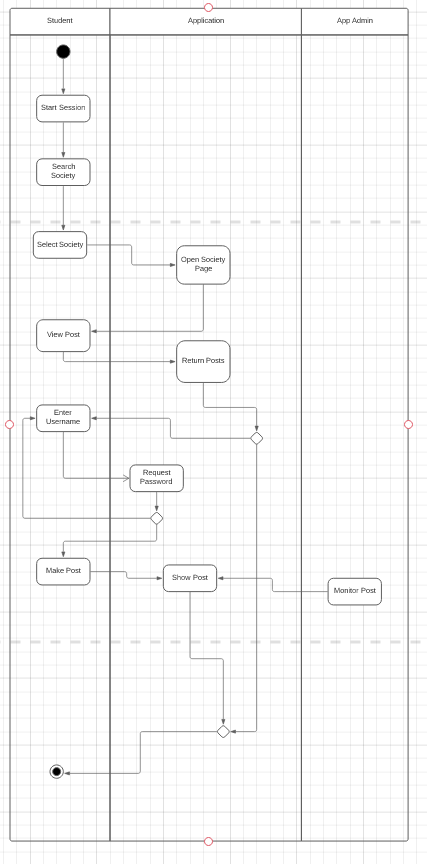 Student
Application
App Admin
Start Session
Search
Society
Select Society
Open Society
Page
View Post
Return Posts
Enter
Username
Request
Password
Make Post
Show Post
Monitor Post